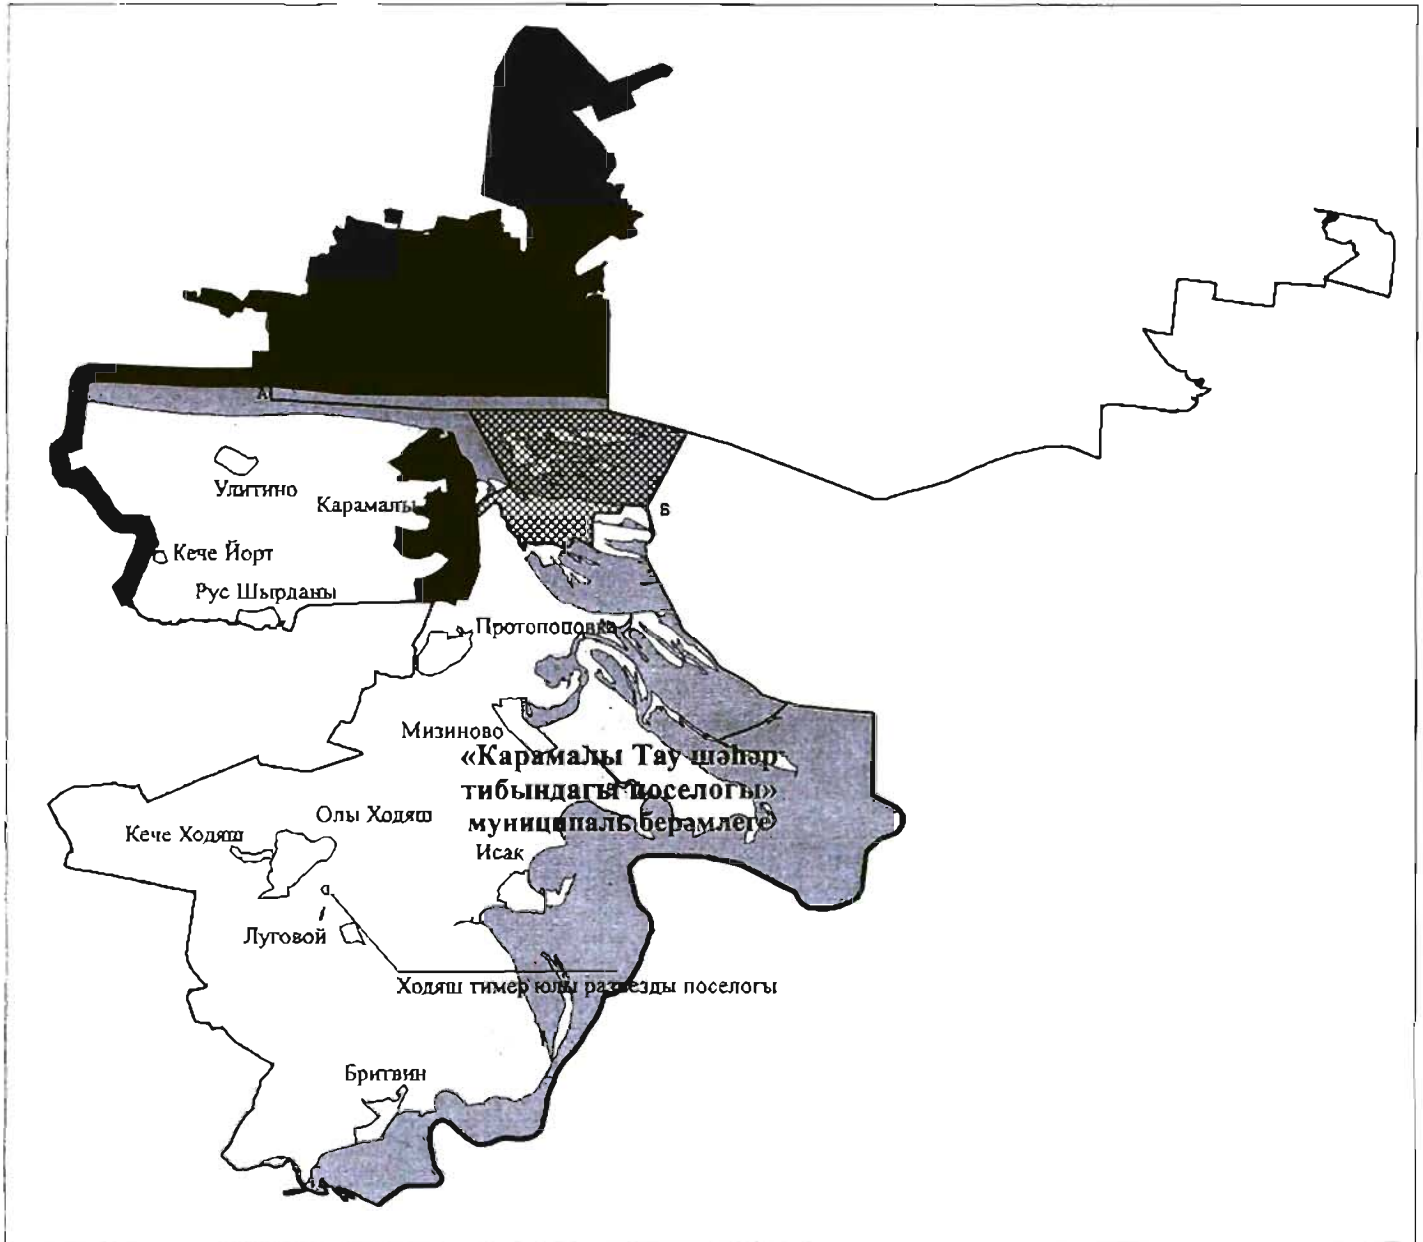 А
Улитино
Карамалы
Б
Кече Йорт
Рус Шырданы
Протопоповка
Мизиново
«Карамалы Тау шәһәр
тибындагы поселогы»
муниципаль берәмлеге
Олы Ходяш
Кече Ходяш
Исак
Луговой
Ходяш тимер юлы разъезды поселогы
Бритвин